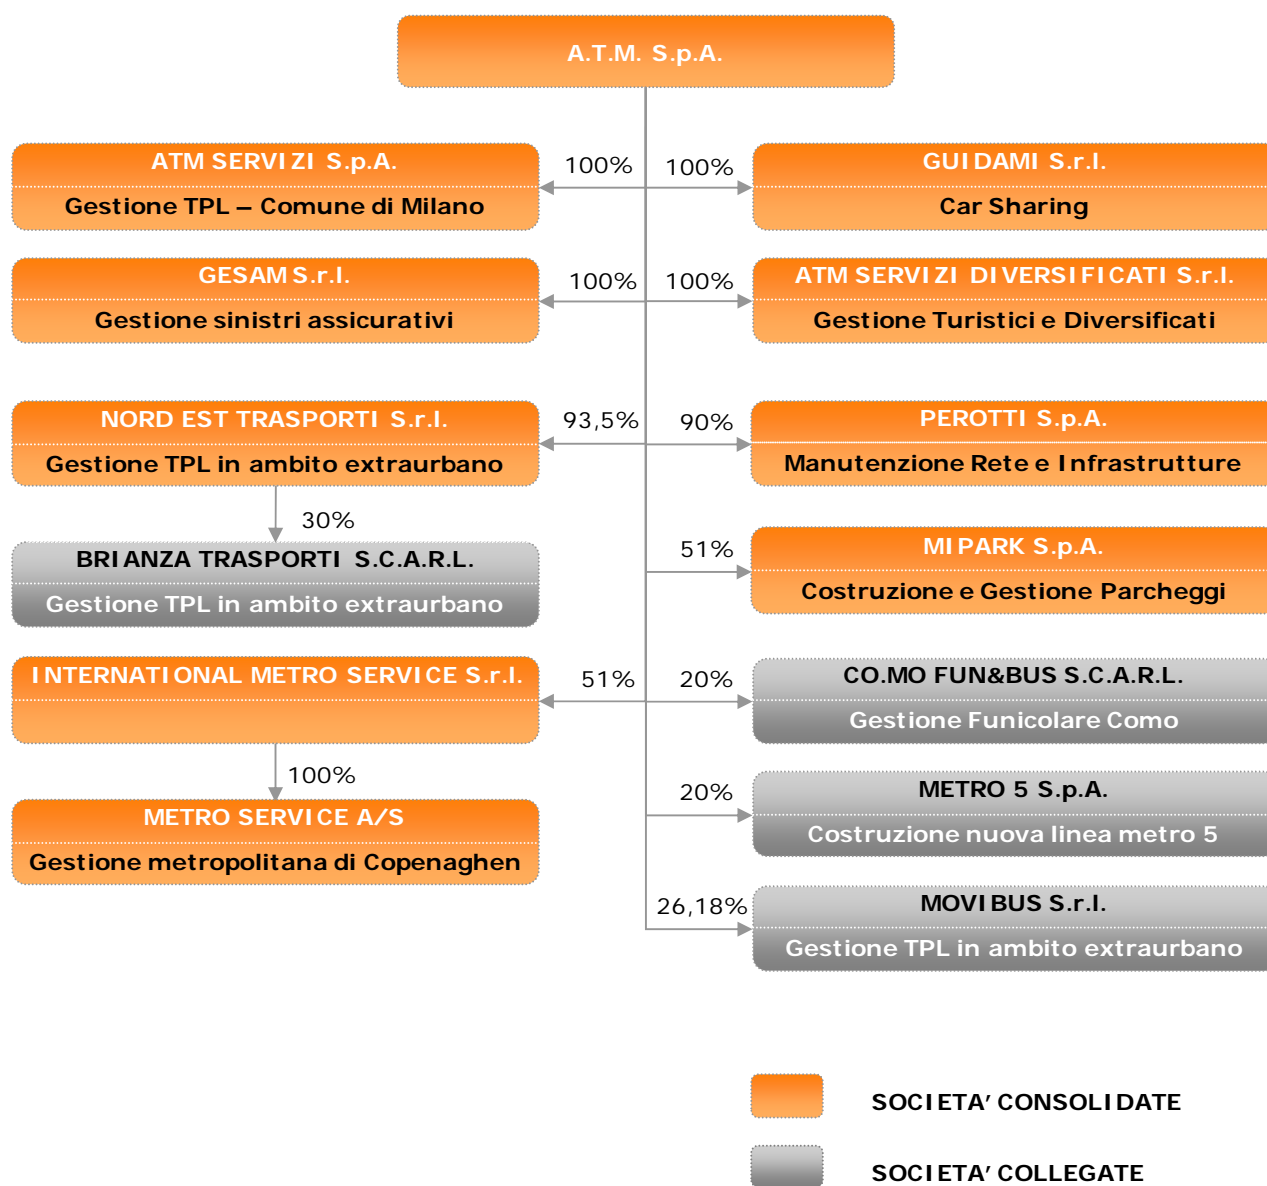 A.T.M. S.p.A.
ATM SERVIZI S.p.A.
Gestione TPL – Comune di Milano
100%
100%
GUIDAMI S.r.l.
Car Sharing
GESAM S.r.l.
Gestione sinistri assicurativi
100%
100%
ATM SERVIZI DIVERSIFICATI S.r.l.
Gestione Turistici e Diversificati
NORD EST TRASPORTI S.r.l.
Gestione TPL in ambito extraurbano
93,5%
90%
PEROTTI S.p.A.
Manutenzione Rete e Infrastrutture
30%
BRIANZA TRASPORTI S.C.A.R.L.
Gestione TPL in ambito extraurbano
51%
MIPARK S.p.A.
Costruzione e Gestione Parcheggi
INTERNATIONAL METRO SERVICE S.r.l.
51%
20%
CO.MO FUN&BUS S.C.A.R.L.
Gestione Funicolare Como
100%
METRO SERVICE A/S
Gestione metropolitana di Copenaghen
20%
METRO 5 S.p.A.
Costruzione nuova linea metro 5
26,18%
MOVIBUS S.r.l.
Gestione TPL in ambito extraurbano
SOCIETA’ CONSOLIDATE
SOCIETA’ COLLEGATE